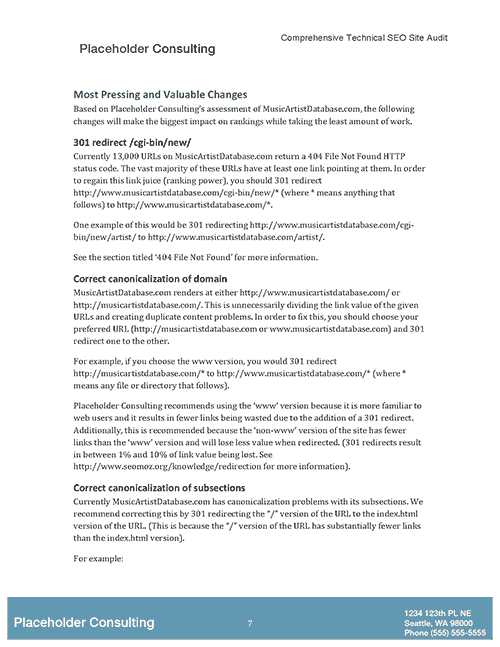 Comprehensive Technical SEO Site Audit
Placeholder Consulting
Most Pressing and Valuable Changes
Based on Placeholder Consulting's assessment of MusicArtistDatabase.com, the following
changes will make the biggest impact on rankings while taking the least amount of work.
301 redirect /cgi-bin/new/
Currently 13,000 URLs on MusicArtistDatabase.com return a 404 File Not Found HTTP
status code. The vast majority of these URLs have at least one link pointing at them. In order
to regain this link juice (ranking power), you should 301 redirect
http://www.musicartistdatabase.com/cgi-bin/new/* (where * means anything that
follows) to http://www.musicartistdatabase.com/*.
One example of this would be 301 redirecting http://www.musicartistdatabase.com/cgi-
bin/new/artist/ to http://www.musicartistdatabase.com/artist/.
See the section titled '404 File Not Found' for more information.
Correct canonicalization of domain
MusicArtistDatabase.com renders at either http://www.musicartistdatabase.com/ or
http://musicartistdatabase.com/. This is unnecessarily dividing the link value of the given
URLs and creating duplicate content problems. In order to fix this, you should choose your
preferred URL (http://musicartistdatabase.com or www.musicartistdatabase.com) and 301
redirect one to the other.
For example, if you choose the www version, you would 301 redirect
http://musicartistdatabase.com/* to http://www.musicartistdatabase.com/* (where *
means any file or directory that follows).
Placeholder Consulting recommends using the 'www' version because it is more familiar to
web users and it results in fewer links being wasted due to the addition of a 301 redirect.
Additionally, this is recommended because the 'non-www' version of the site has fewer
links than the 'www' version and will lose less value when redirected. (301 redirects result
in between 1% and 10% of link value being lost. See
http://www.seomoz.org/knowledge/redirection for more information).
Correct canonicalization of subsections
Currently MusicArtistDatabase.com has canonicalization problems with its subsections. We
recommend correcting this by 301 redirecting the "/" version of the URL to the index.html
version of the URL. (This is because the "/" version of the URL has substantially fewer links
than the index.html version).
For example:
Placeholder Consulting
7
1234 123th PL NE
Seattle, WA 98000
Phone (555) 555-5555